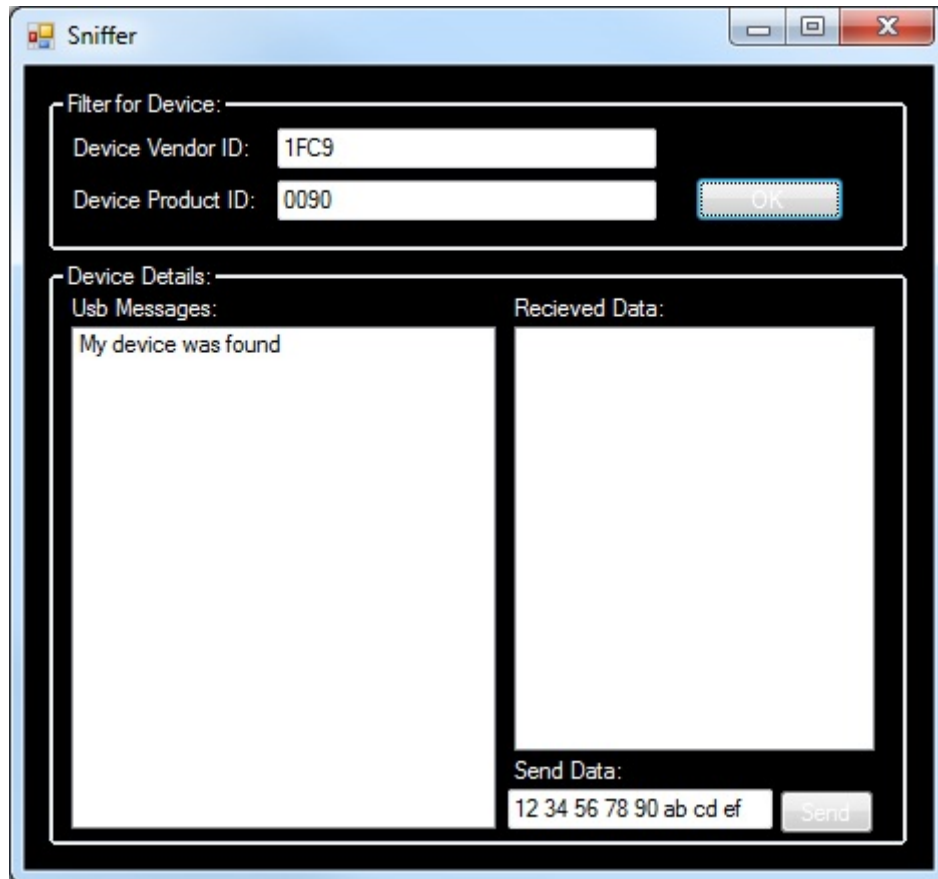 Sniffer
Filter for Device:
Device Vendor ID: 1FC9
Device Product ID: 0090
OK
Device Details:
Usb Messages:
My device was found
Recieved Data:
Send Data:
12 34 56 78 90 ab cd ef
Send